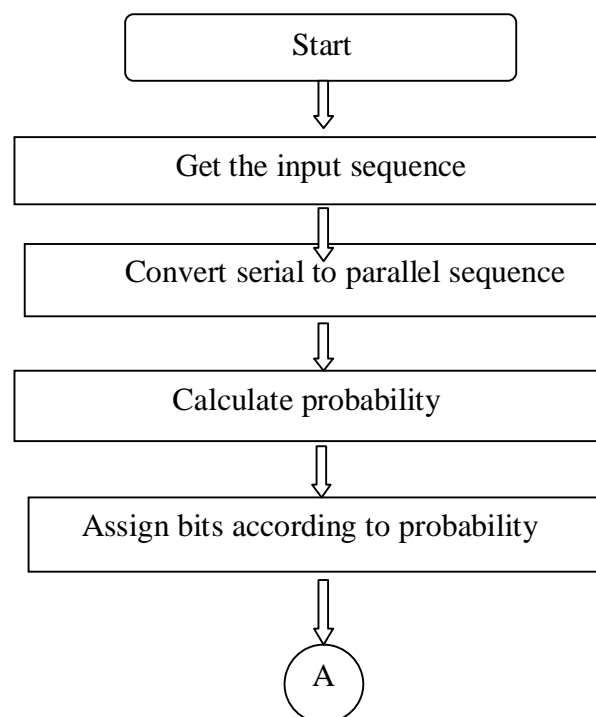 Start
Get the input sequence
Convert serial to parallel sequence
Calculate probability
Assign bits according to probability
A